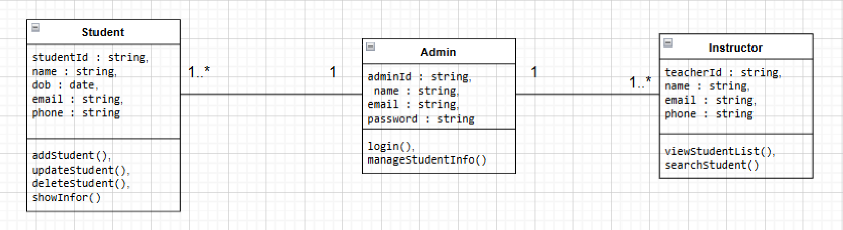 Student
studentId : string,
name : string,
dob : date,
email : string,
phone : string
addStudent(),
updateStudent(),
deleteStudent(),
showInfor()
1..*
1
Admin
adminId : string,
name : string,
email : string,
password : string
login(),
manageStudentInfo()
1
1..*
Instructor
teacherId : string,
name : string,
email : string,
phone : string
viewStudentList(),
searchStudent()